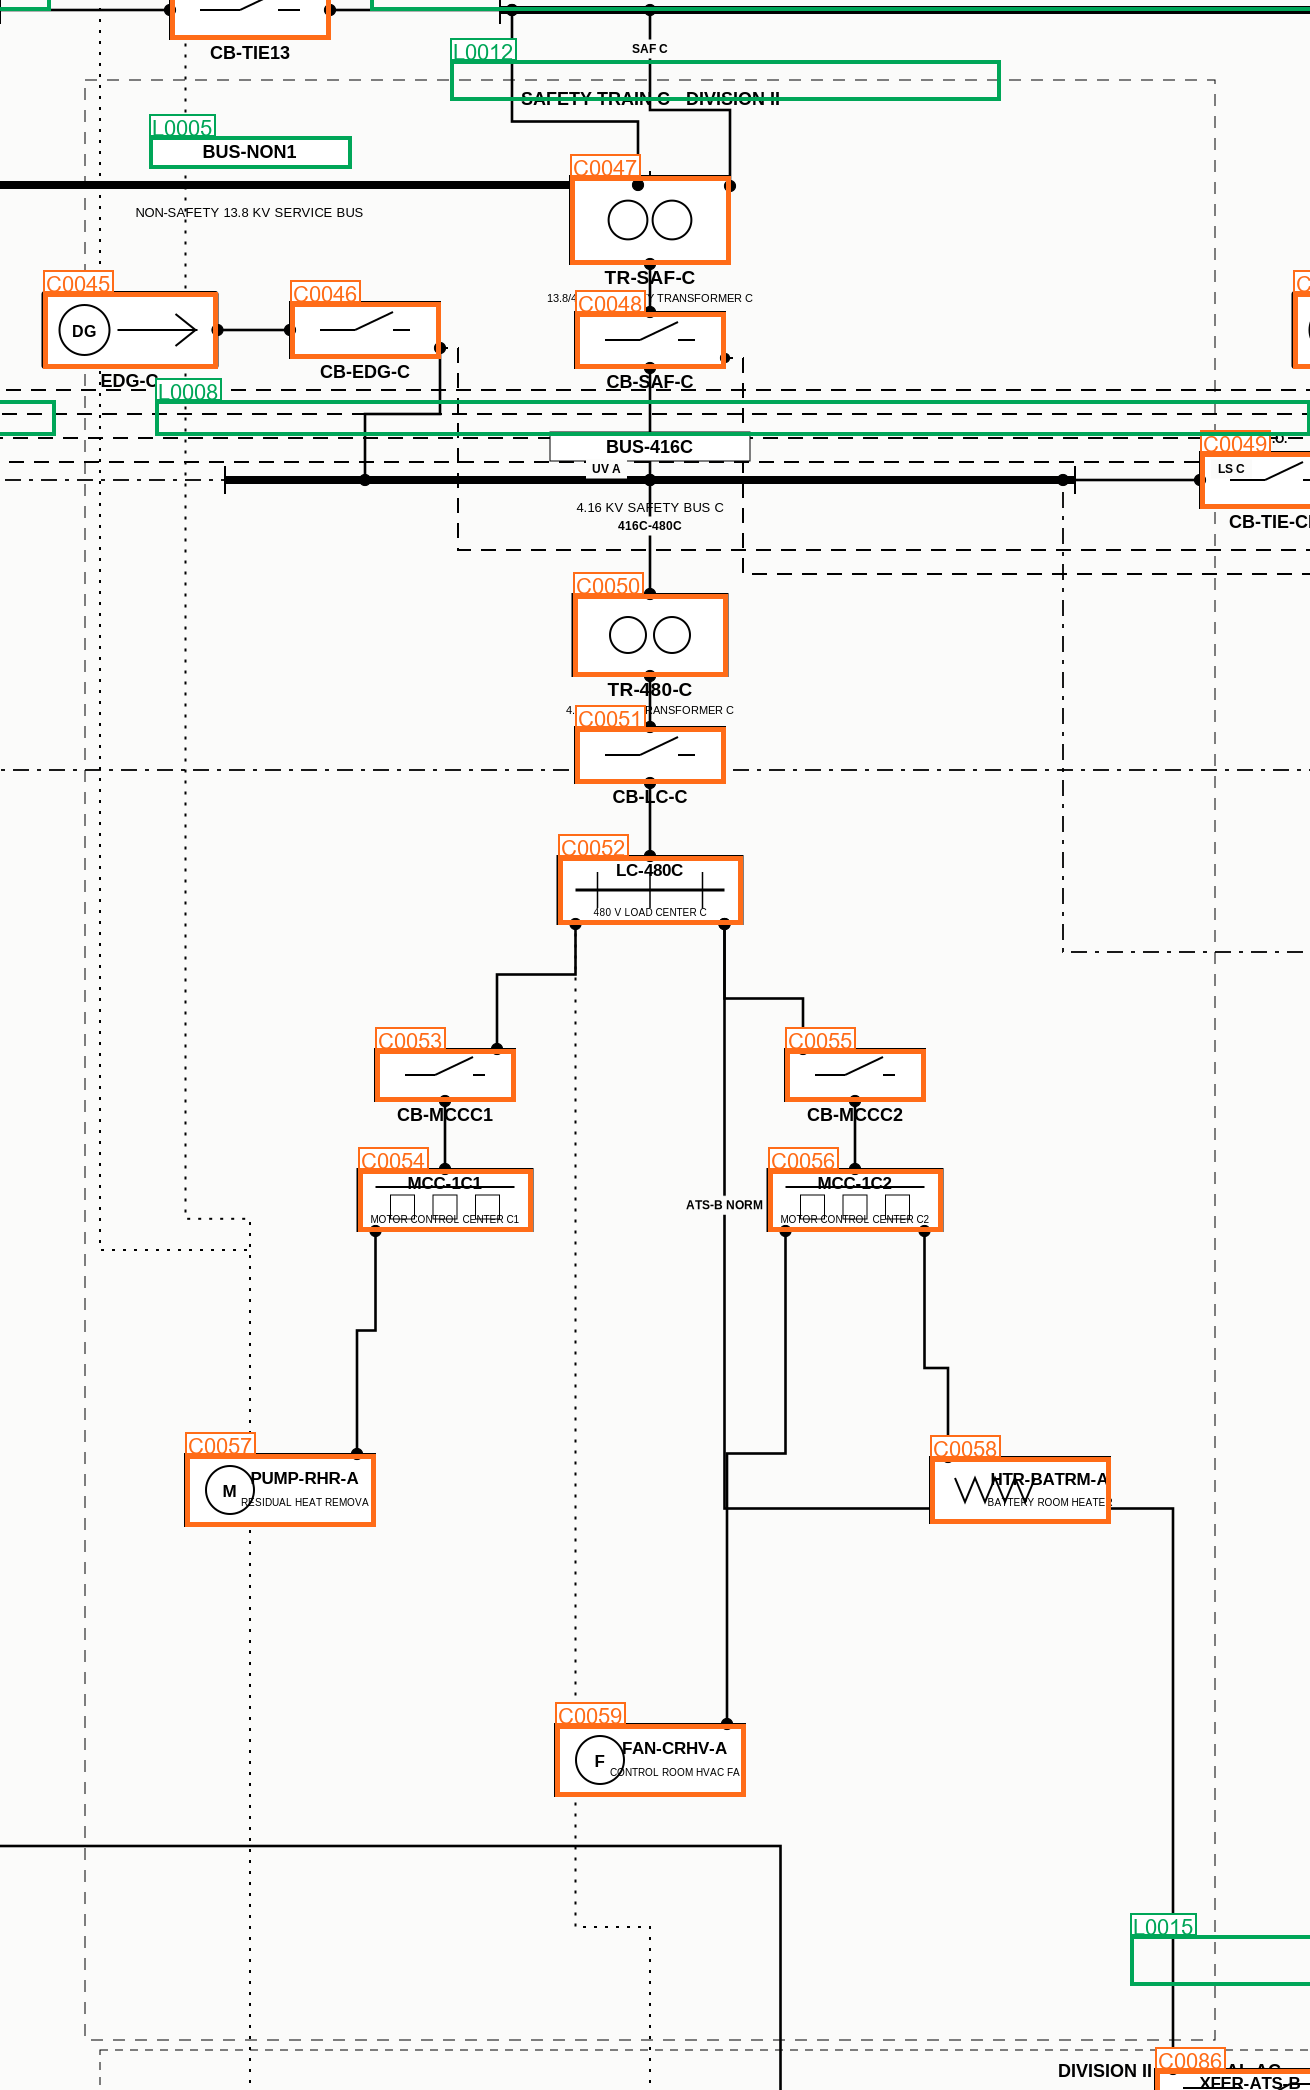 CB-TIE13
SAF C
L0012
SAFETY TRAIN C - DIVISION II
L0005
BUS-NON1
C0047
NON-SAFETY 13.8 KV SERVICE BUS
TR-SAF-C
13.8/4 Y TRANSFORMER C
C0045
DG
EDG-C
C0046
CB-EDG-C
C0048
CB-SAF-C
L0008
BUS-416C
UV A
4.16 KV SAFETY BUS C
416C-480C
C0049
LS C
CB-TIE-C
C0050
TR-480-C
4. RANSFORMER C
C0051
CB-LC-C
C0052
LC-480C
480 V LOAD CENTER C
C0053
CB-MCCC1
C0055
CB-MCCC2
C0054
MCC-1C1
MOTOR CONTROL CENTER C1
ATS-B NORM
C0056
MCC-1C2
MOTOR CONTROL CENTER C2
C0057
M
PUMP-RHR-A
RESIDUAL HEAT REMOVA
C0058
HTR-BATRM-A
BATTERY ROOM HEATE
C0059
F
FAN-CRHV-A
CONTROL ROOM HVAC FA
L0015
DIVISION II
C0086
XFER-ATS-B